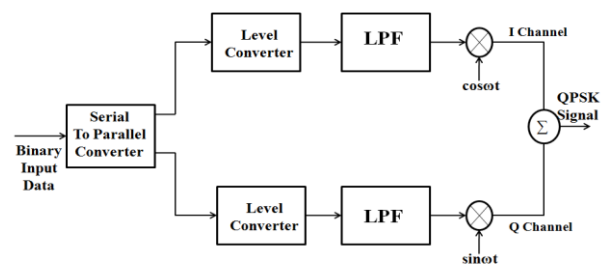 Level
Converter
LPF
I Channel
cosωt
Serial
To Parallel
Converter
QPSK
Signal
Σ
Binary
Input
Data
Level
Converter
LPF
Q Channel
sinωt